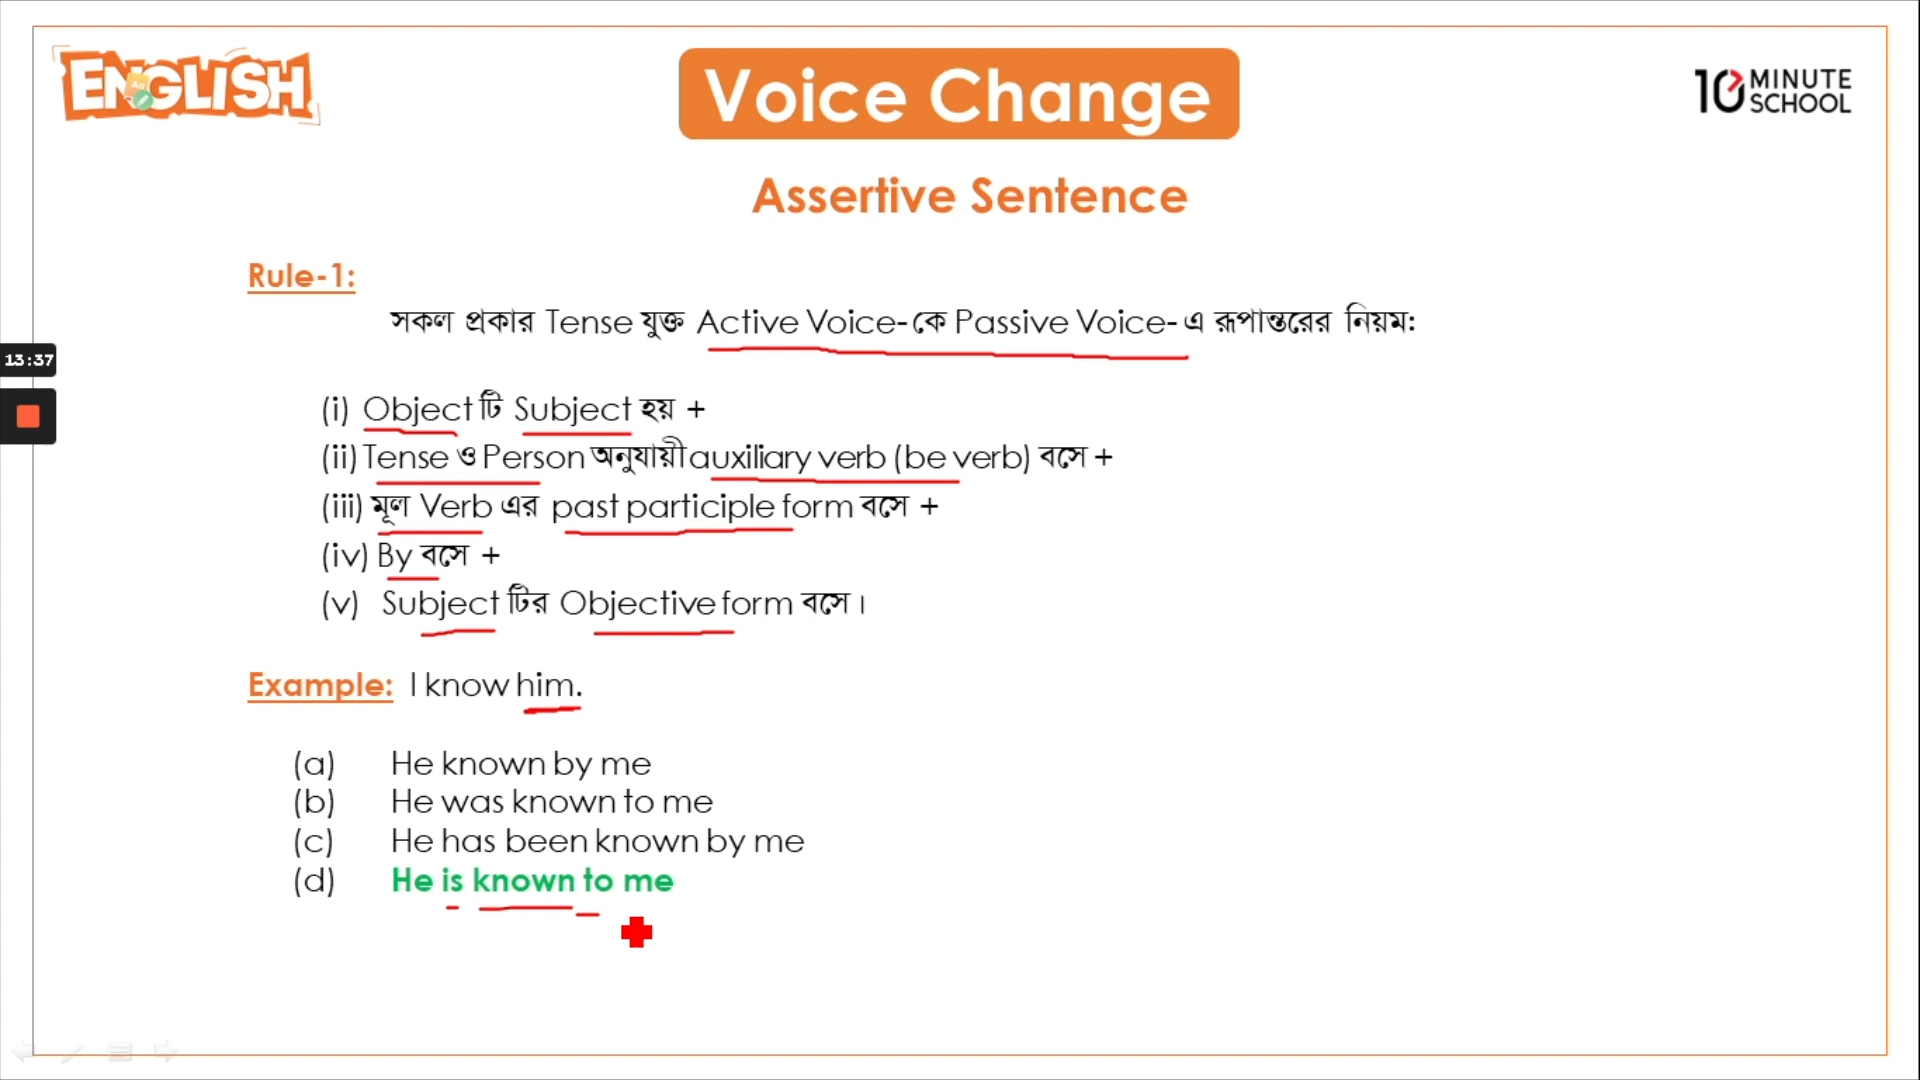 ENGLISH
Voice Change
10 MINUTE SCHOOL
Assertive Sentence
Rule-1:
সকল প্রকার Tense যুক্ত Active Voice-কে Passive Voice-এ রূপান্তরের নিয়ম:
13:37
(i) Objectটি Subject হয় +
(ii) Tense ও Person অনুযায়ী auxiliary verb (be verb) বসে +
(iii) মূল Verb এর past participle form বসে +
(iv) By বসে +
(v) Subject টির Objective form বসে।
Example: I know him.
(a) He known by me
(b) He was known to me
(c) He has been known by me
(d) He is known to me